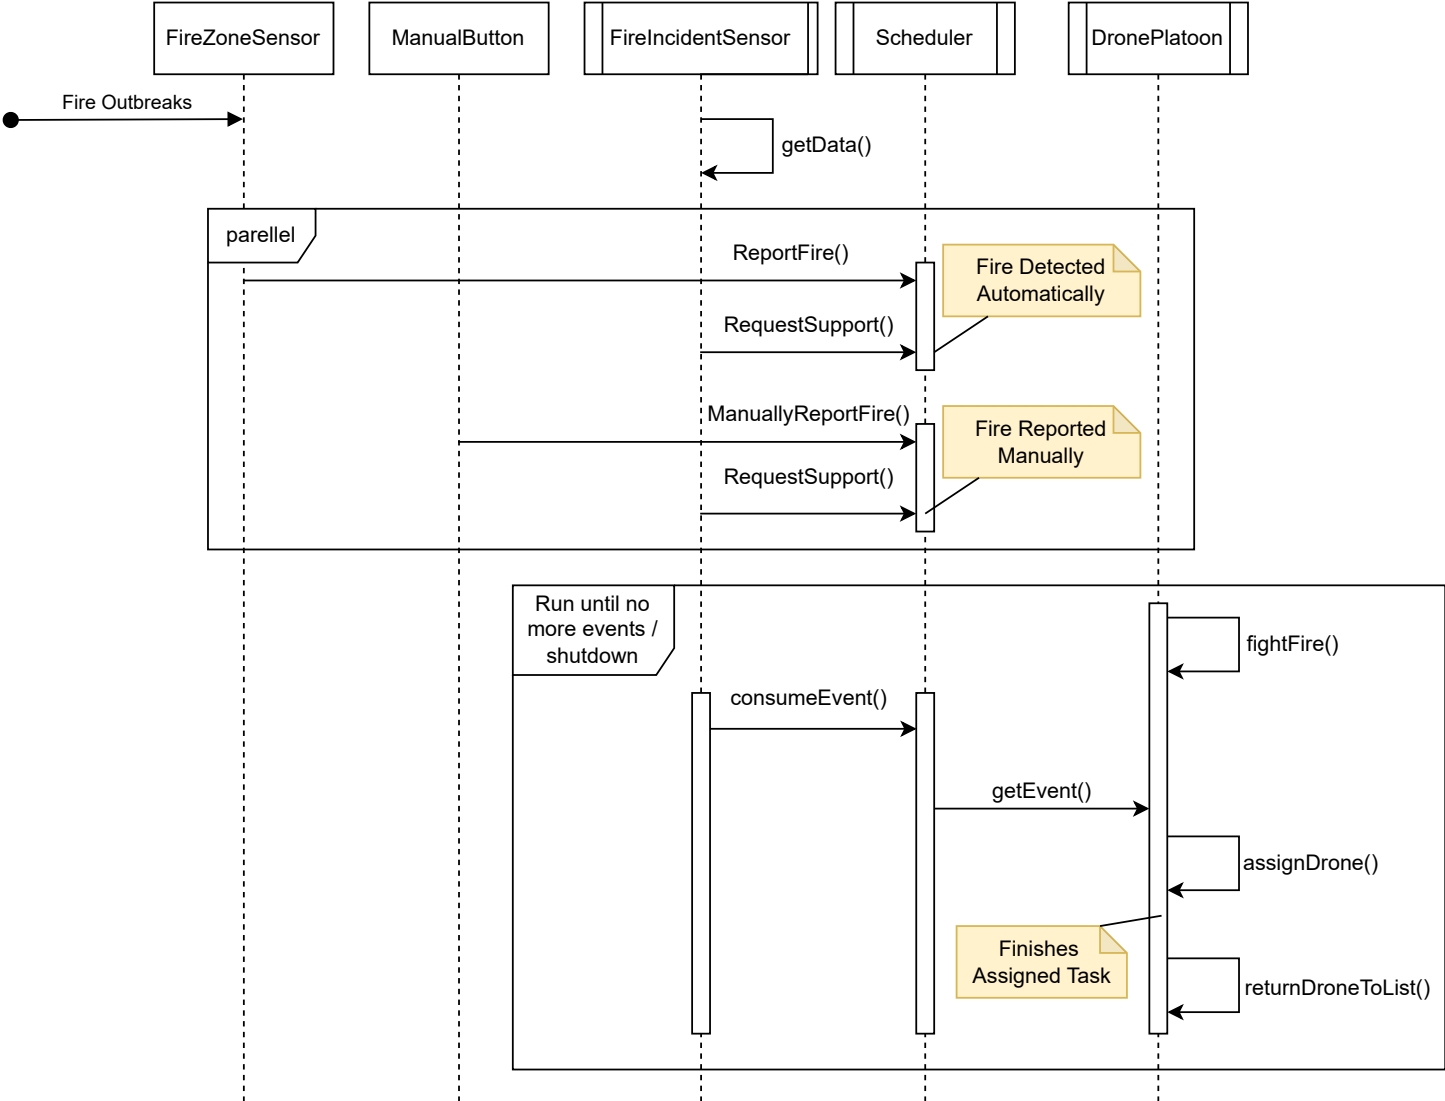 FireZoneSensor
ManualButton
FireIncidentSensor
Scheduler
DronePlatoon
Fire Outbreaks
getData()
parellel
ReportFire()
Fire Detected
Automatically
RequestSupport()
ManuallyReportFire()
Fire Reported
Manually
RequestSupport()
Run until no
more events /
shutdown
fightFire()
consumeEvent()
getEvent()
assignDrone()
Finishes
Assigned Task
returnDroneToList()